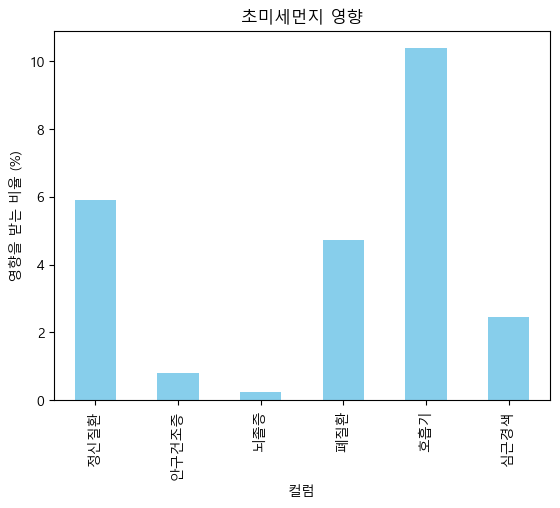 초미세먼지 영향
영향을 받는 비율 (%)
10
8
6
4
2
0
정신질환
안구건조증
뇌졸증
폐질환
호흡기
심근경색
컬럼